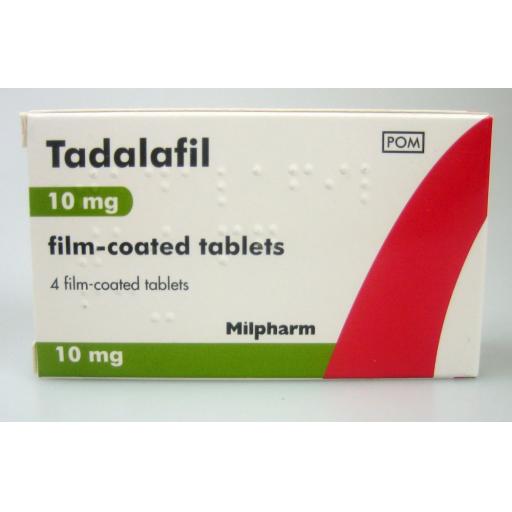 Tadalafil
POM
10 mg
film-coated tablets
4 film-coated tablets
Milpharm
10 mg